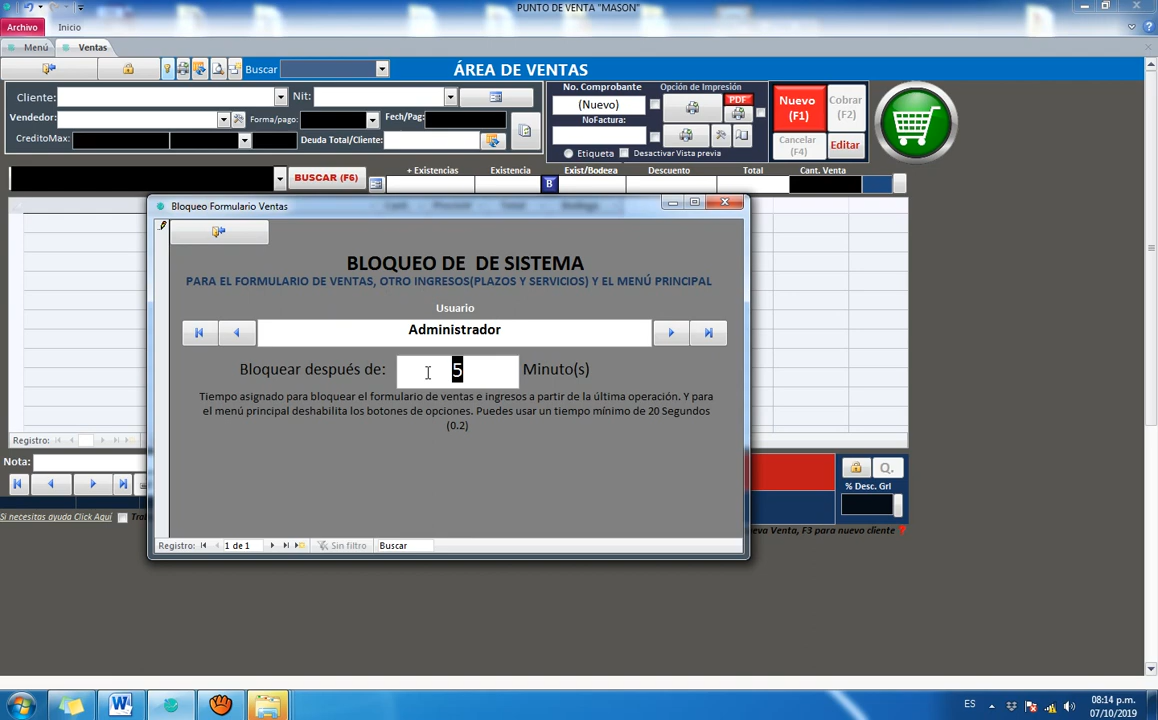 PUNTO DE VENTA "MASON"
Archivo
Inicio
Menú
Ventas
Buscar
ÁREA DE VENTAS
Cliente:
Nit:
Vendedor:
Forma/pago:
Fech/Pag:
CreditoMax:
Deuda Total/Cliente:
No. Comprobante
Opción de Impresión
(Nuevo)
PDF
NoFactura:
Etiqueta
Desactivar Vista previa
Nuevo (F1)
Cobrar (F2)
Cancelar (F4)
Editar
BUSCAR (F6)
+ Existencias
Existencia
B
Exist/Bodega
Descuento
Total
Cant. Venta
Bloqueo Formulario Ventas
BLOQUEO DE DE SISTEMA
PARA EL FORMULARIO DE VENTAS, OTRO INGRESOS(PLAZOS Y SERVICIOS) Y EL MENÚ PRINCIPAL
Usuario
Administrador
Bloquear después de:
5
Minuto(s)
Tiempo asignado para bloquear el formulario de ventas e ingresos a partir de la última operación. Y para
el menú principal deshabilita los botones de opciones. Puedes usar un tiempo mínimo de 20 Segundos
(0.2)
Registro:
1 de 1
Sin filtro
Buscar
Registro:
Nota:
Q.
% Desc. Grl
Si necesitas ayuda Click Aquí
eva Venta, F3 para nuevo cliente
ES
08:14 p.m.
07/10/2019